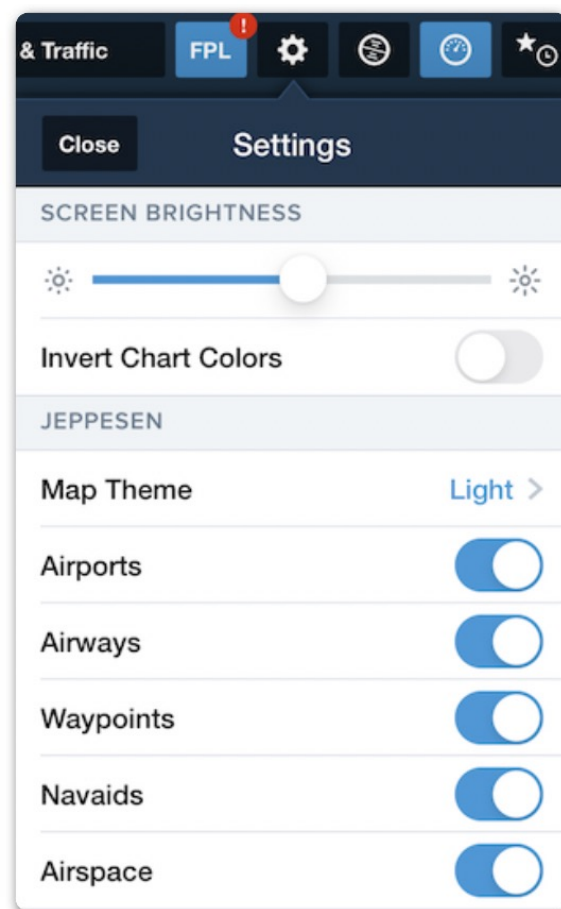 & Traffic FPL !
Close Settings
SCREEN BRIGHTNESS
Invert Chart Colors
JEPPESEN
Map Theme Light >
Airports
Airways
Waypoints
Navaids
Airspace